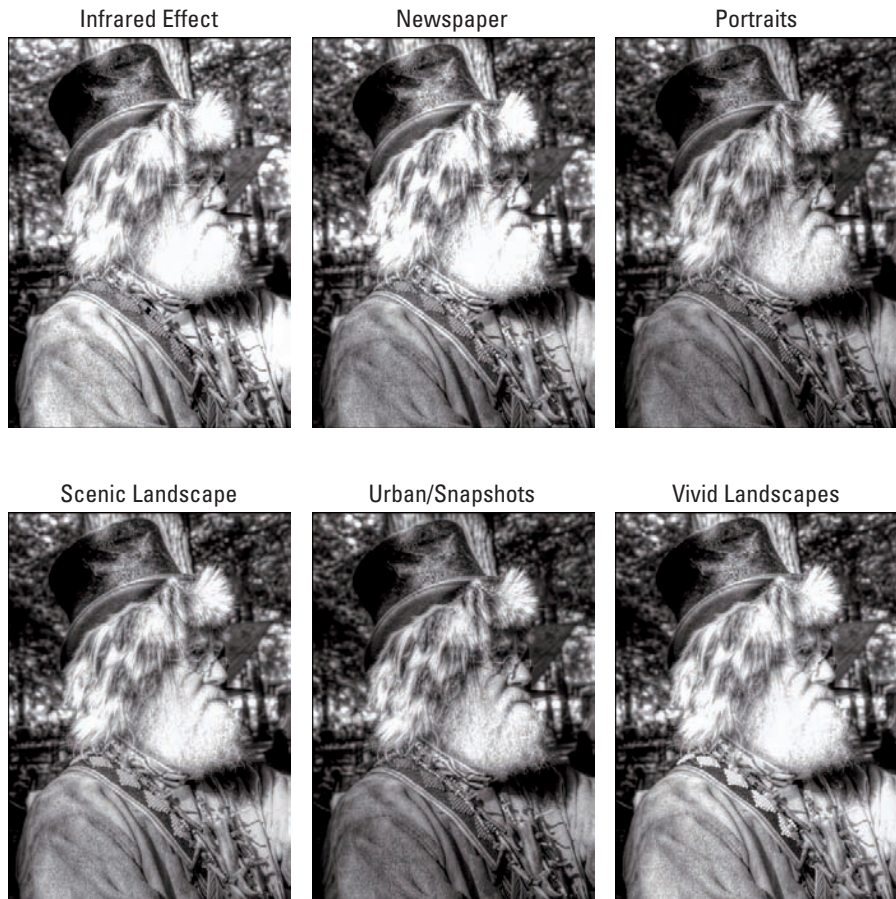 Infrared Effect
Newspaper
Portraits
Scenic Landscape
Urban/Snapshots
Vivid Landscapes